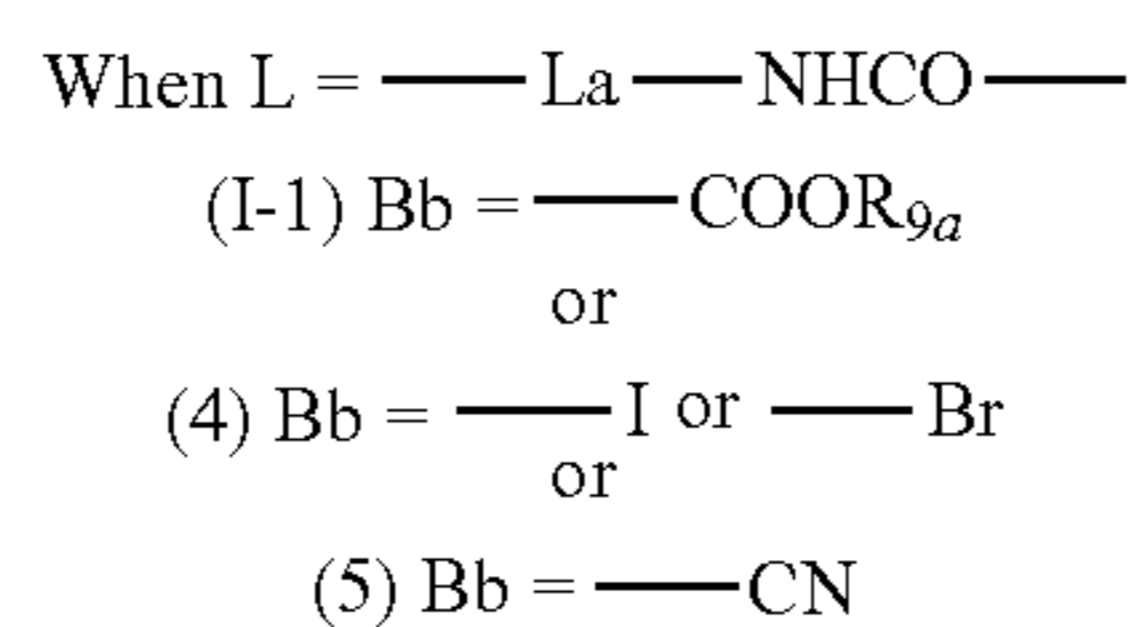 When L = —La—NHCO—
(I-1) Bb = —COOR9a
or
(4) Bb = —I or —Br
or
(5) Bb = —CN